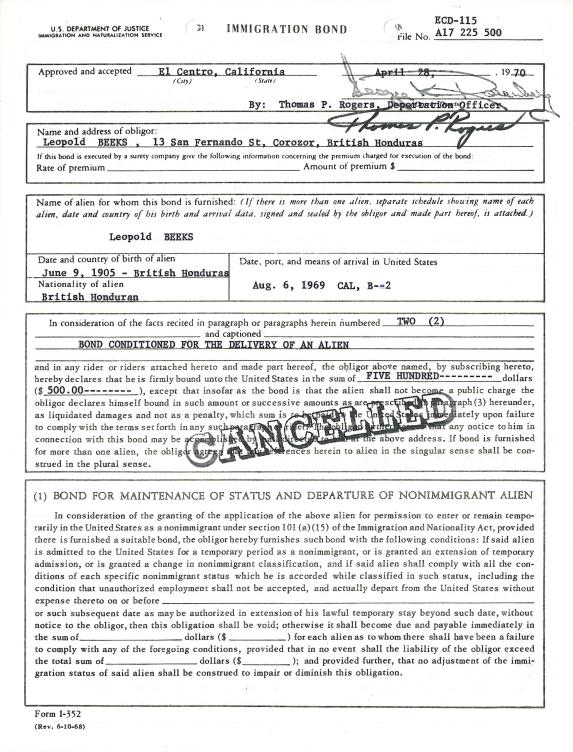 U.S. DEPARTMENT OF JUSTICE
IMMIGRATION AND NATURALIZATION SERVICE
IMMIGRATION BOND
ECD-115
File No. A17 225 500
Approved and accepted El Centro, California April 28, 1970
(City) (State)
By: Thomas P. Rogers, Deportation Officer
Thomas P. Rogers
Name and address of obligor:
Leopold BEEKS , 13 San Fernando St, Corozor, British Honduras
If this bond is executed by a surety company give the following information concerning the premium charged for execution of the bond:
Rate of premium Amount of premium $
Name of alien for whom this bond is furnished: (If there is more than one alien, separate schedule showing name of each
alien, date and country of his birth and arrival data, signed and sealed by the obligor and made part hereof, is attached.)
Leopold BEEKS
Date and country of birth of alien
June 9, 1905 - British Honduras
Nationality of alien
British Honduran
Date, port, and means of arrival in United States
Aug. 6, 1969 CAL, B--2
In consideration of the facts recited in paragraph or paragraphs herein numbered TWO (2)
and captioned
BOND CONDITIONED FOR THE DELIVERY OF AN ALIEN
and in any rider or riders attached hereto and made part hereof, the obligor above named, by subscribing hereto,
hereby declares that he is firmly bound unto the United States in the sum of FIVE HUNDRED--------- dollars
($ 500.00--------), except that insofar as the bond is that the alien shall not become a public charge the
obligor declares himself bound in such amount or successive amounts as are prescribed in paragraph (3) hereunder,
as liquidated damages and not as a penalty, which sum is to be paid to the United States immediately upon failure
to comply with the terms set forth in any such paragraph or rider. The obligor further agrees that any notice to him in
connection with this bond may be accomplished by mail directed to him at the above address. If bond is furnished
for more than one alien, the obligor agrees that any references herein to alien in the singular sense shall be con-
strued in the plural sense.
CANCELLED
(1) BOND FOR MAINTENANCE OF STATUS AND DEPARTURE OF NONIMMIGRANT ALIEN
In consideration of the granting of the application of the above alien for permission to enter or remain tempo-
rarily in the United States as a nonimmigrant under section 101 (a) (15) of the Immigration and Nationality Act, provided
there is furnished a suitable bond, the obligor hereby furnishes such bond with the following conditions: If said alien
is admitted to the United States for a temporary period as a nonimmigrant, or is granted an extension of temporary
admission, or is granted a change in nonimmigrant classification, and if said alien shall comply with all the con-
ditions of each specific nonimmigrant status which he is accorded while classified in such status, including the
condition that unauthorized employment shall not be accepted, and actually depart from the United States without
expense thereto on or before
or such subsequent date as may be authorized in extension of his lawful temporary stay beyond such date, without
notice to the obligor, then this obligation shall be void; otherwise it shall become due and payable immediately in
the sum of dollars ($ ) for each alien as to whom there shall have been a failure
to comply with any of the foregoing conditions, provided that in no event shall the liability of the obligor exceed
the total sum of dollars ($ ); and provided further, that no adjustment of the immi-
gration status of said alien shall be construed to impair or diminish this obligation.
Form I-352
(Rev. 6-10-68)